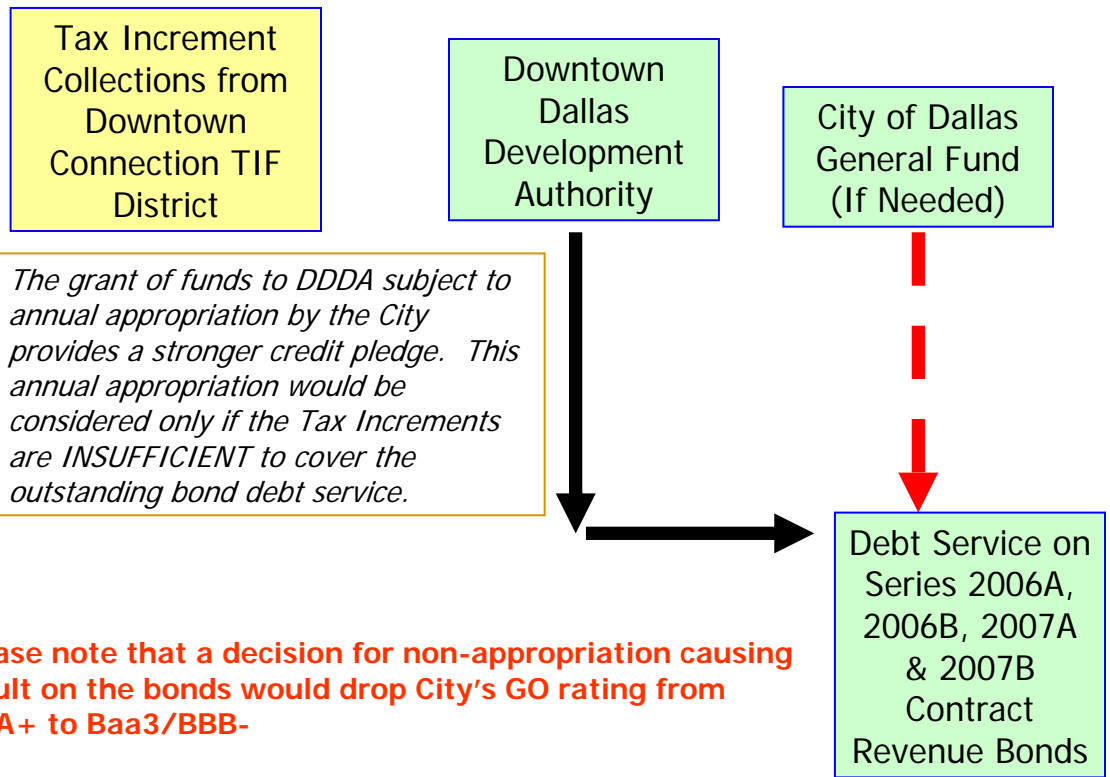 Tax Increment
Collections from
Downtown
Connection TIF
District
Downtown
Dallas
Development
Authority
City of Dallas
General Fund
(If Needed)
The grant of funds to DDDA subject to
annual appropriation by the City
provides a stronger credit pledge.  This
annual appropriation would be
considered only if the Tax Increments
are INSUFFICIENT to cover the
outstanding bond debt service.
Debt Service on
Series 2006A,
2006B, 2007A
& 2007B
Contract
Revenue Bonds
ase note that a decision for non-appropriation causing
ult on the bonds would drop City's GO rating from
A+ to Baa3/BBB-